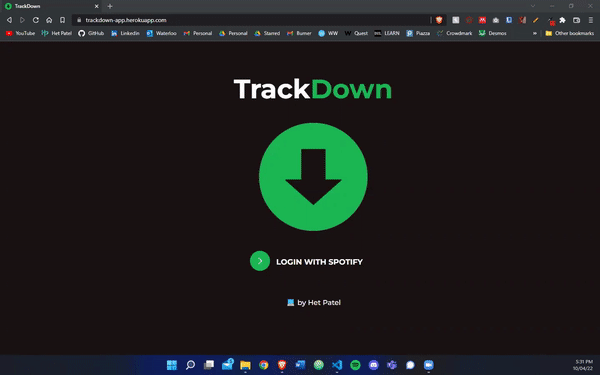 TrackDown
trackdown-app.herokuapp.com
YouTube Het Patel GitHub LinkedIn Waterloo Personal Personal Starred Burner WW Quest LEARN Piazza Crowdmark Desmos Other bookmarks
TrackDown
LOGIN WITH SPOTIFY
by Het Patel
5:31 PM
10/04/22